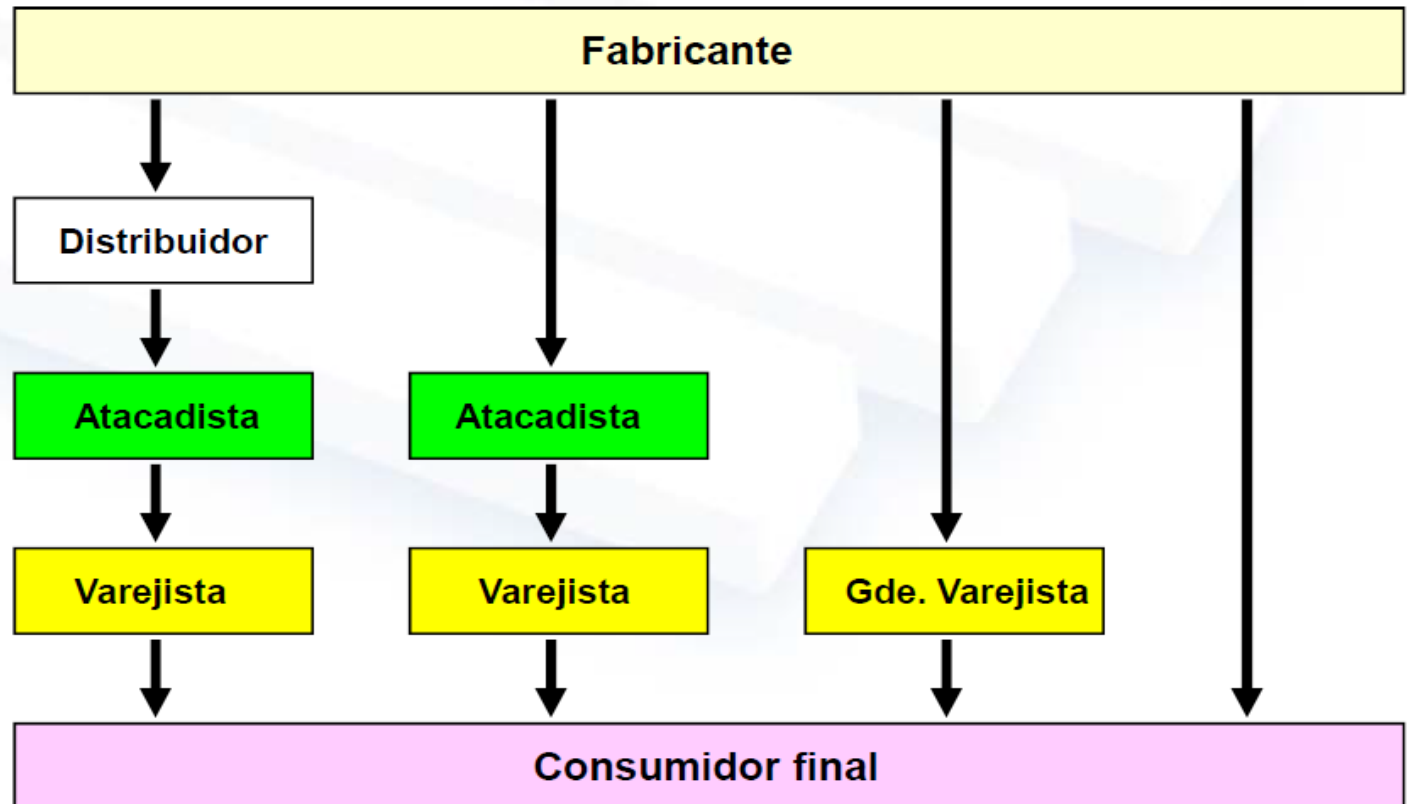 Fabricante
Distribuidor
Atacadista
Atacadista
Varejista
Varejista
Gde. Varejista
Consumidor final